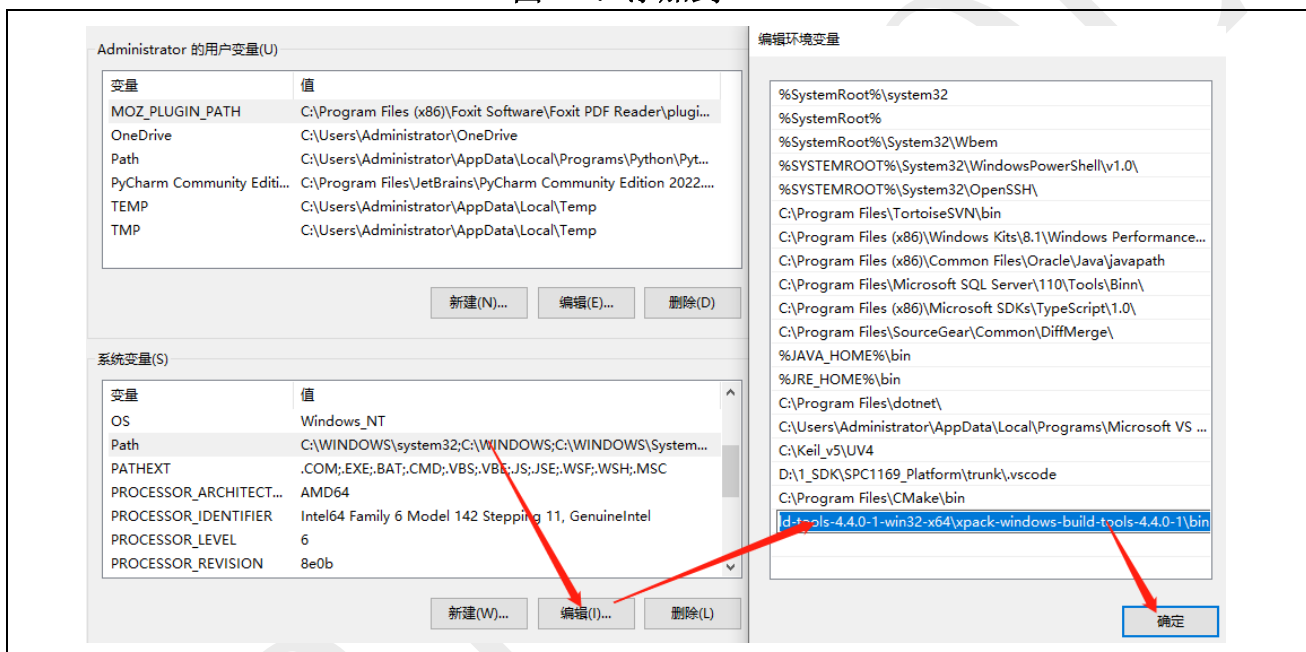 Administrator 的用户变量(U)
变量 值
MOZ_PLUGIN_PATH C:\Program Files (x86)\Foxit Software\Foxit PDF Reader\plugi...
OneDrive C:\Users\Administrator\OneDrive
Path C:\Users\Administrator\AppData\Local\Programs\Python\Pyt...
PyCharm Community Editi... C:\Program Files\JetBrains\PyCharm Community Edition 2022....
TEMP C:\Users\Administrator\AppData\Local\Temp
TMP C:\Users\Administrator\AppData\Local\Temp
新建(N)... 编辑(E)... 删除(D)
系统变量(S)
变量 值
OS Windows_NT
Path C:\WINDOWS\system32;C:\WINDOWS;C:\WINDOWS\System...
PATHEXT .COM;.EXE;.BAT;.CMD;.VBS;.VBE;.JS;.JSE;.WSF;.WSH;.MSC
PROCESSOR_ARCHITECT... AMD64
PROCESSOR_IDENTIFIER Intel64 Family 6 Model 142 Stepping 11, GenuineIntel
PROCESSOR_LEVEL 6
PROCESSOR_REVISION 8e0b
新建(W)... 编辑(I)... 删除(L)
编辑环境变量
%SystemRoot%\system32
%SystemRoot%
%SystemRoot%\System32\Wbem
%SYSTEMROOT%\System32\WindowsPowerShell\v1.0\
%SYSTEMROOT%\System32\OpenSSH\
C:\Program Files\TortoiseSVN\bin
C:\Program Files (x86)\Windows Kits\8.1\Windows Performance...
C:\Program Files (x86)\Common Files\Oracle\Java\javapath
C:\Program Files\Microsoft SQL Server\110\Tools\Binn\
C:\Program Files (x86)\Microsoft SDKs\TypeScript\1.0\
C:\Program Files\SourceGear\Common\DiffMerge\
%JAVA_HOME%\bin
%JRE_HOME%\bin
C:\Program Files\dotnet\
C:\Users\Administrator\AppData\Local\Programs\Microsoft VS ...
C:\Keil_v5\UV4
D:\1_SDK\SPC1169_Platform\trunk\.vscode
C:\Program Files\CMake\bin
ld-tools-4.4.0-1-win32-x64\xpack-windows-build-tools-4.4.0-1\bin
确定